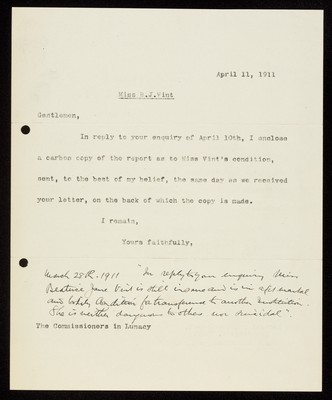 April 11, 1911
Miss B.J.Vint
Gentlemen,
In reply to your enquiry of April 10th, I enclose
a carbon copy of the report as to Miss Vint's condition,
sent, to the best of my belief, the same day as we received
your letter, on the back of which the copy is made.
I remain,
Yours faithfully,
March 28th. 1911 "In reply to your enquiry, Miss
Beatrice Jane Vint is still insane and is in a fit mental
and bodily condition for transference to another institution.
She is neither dangerous to others nor suicidal".
The Commissioners in Lunacy